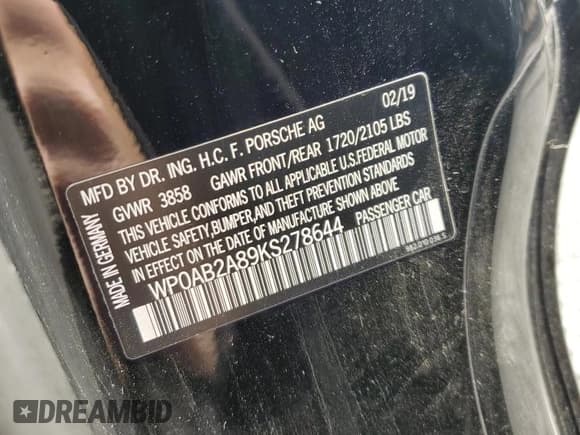 MFD BY DR. ING. H.C. F. PORSCHE AG 02/19
GVWR 3858 GAWR FRONT/REAR 1720/2105 LBS
THIS VEHICLE CONFORMS TO ALL APPLICABLE U.S.FEDERAL MOTOR
VEHICLE SAFETY,BUMPER,AND THEFT PREVENTION STANDARDS
IN EFFECT ON THE DATE OF MANUFACTURE SHOWN ABOVE
WP0AB2A89KS278644 PASSENGER CAR
MADE IN GERMANY
DREAMBID